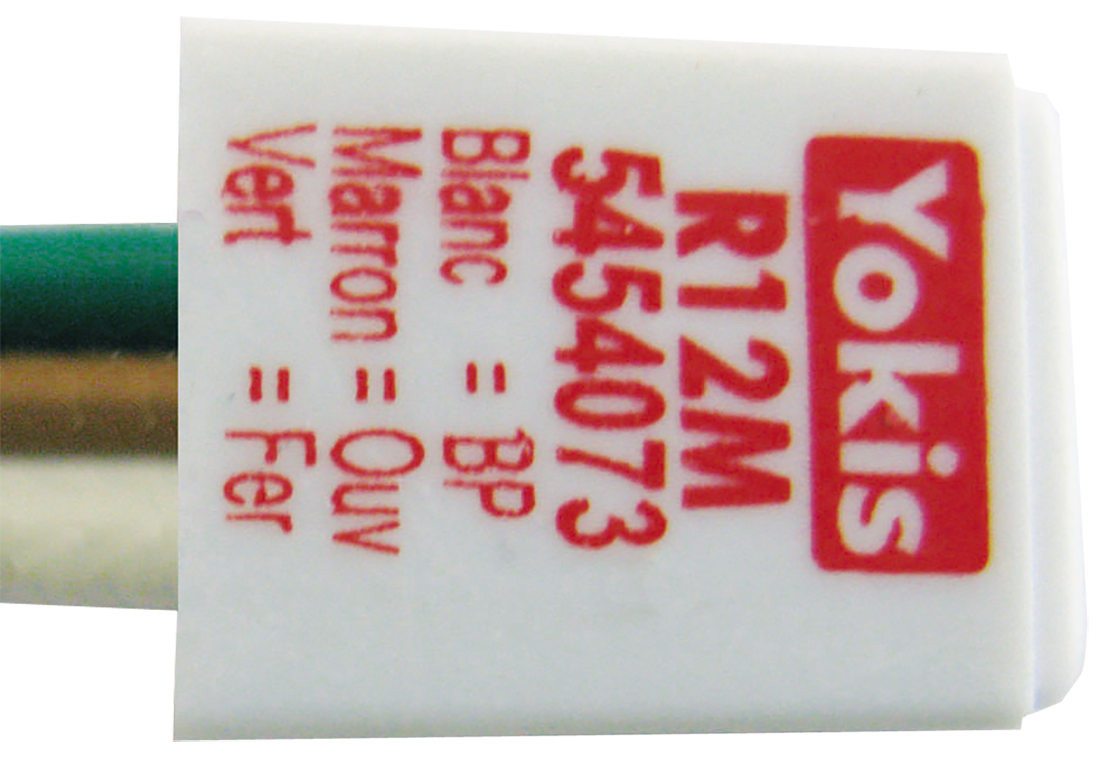 Yokis
R12M
5454073
Blanc = BP
Marron = Ouv
Vert = Fer